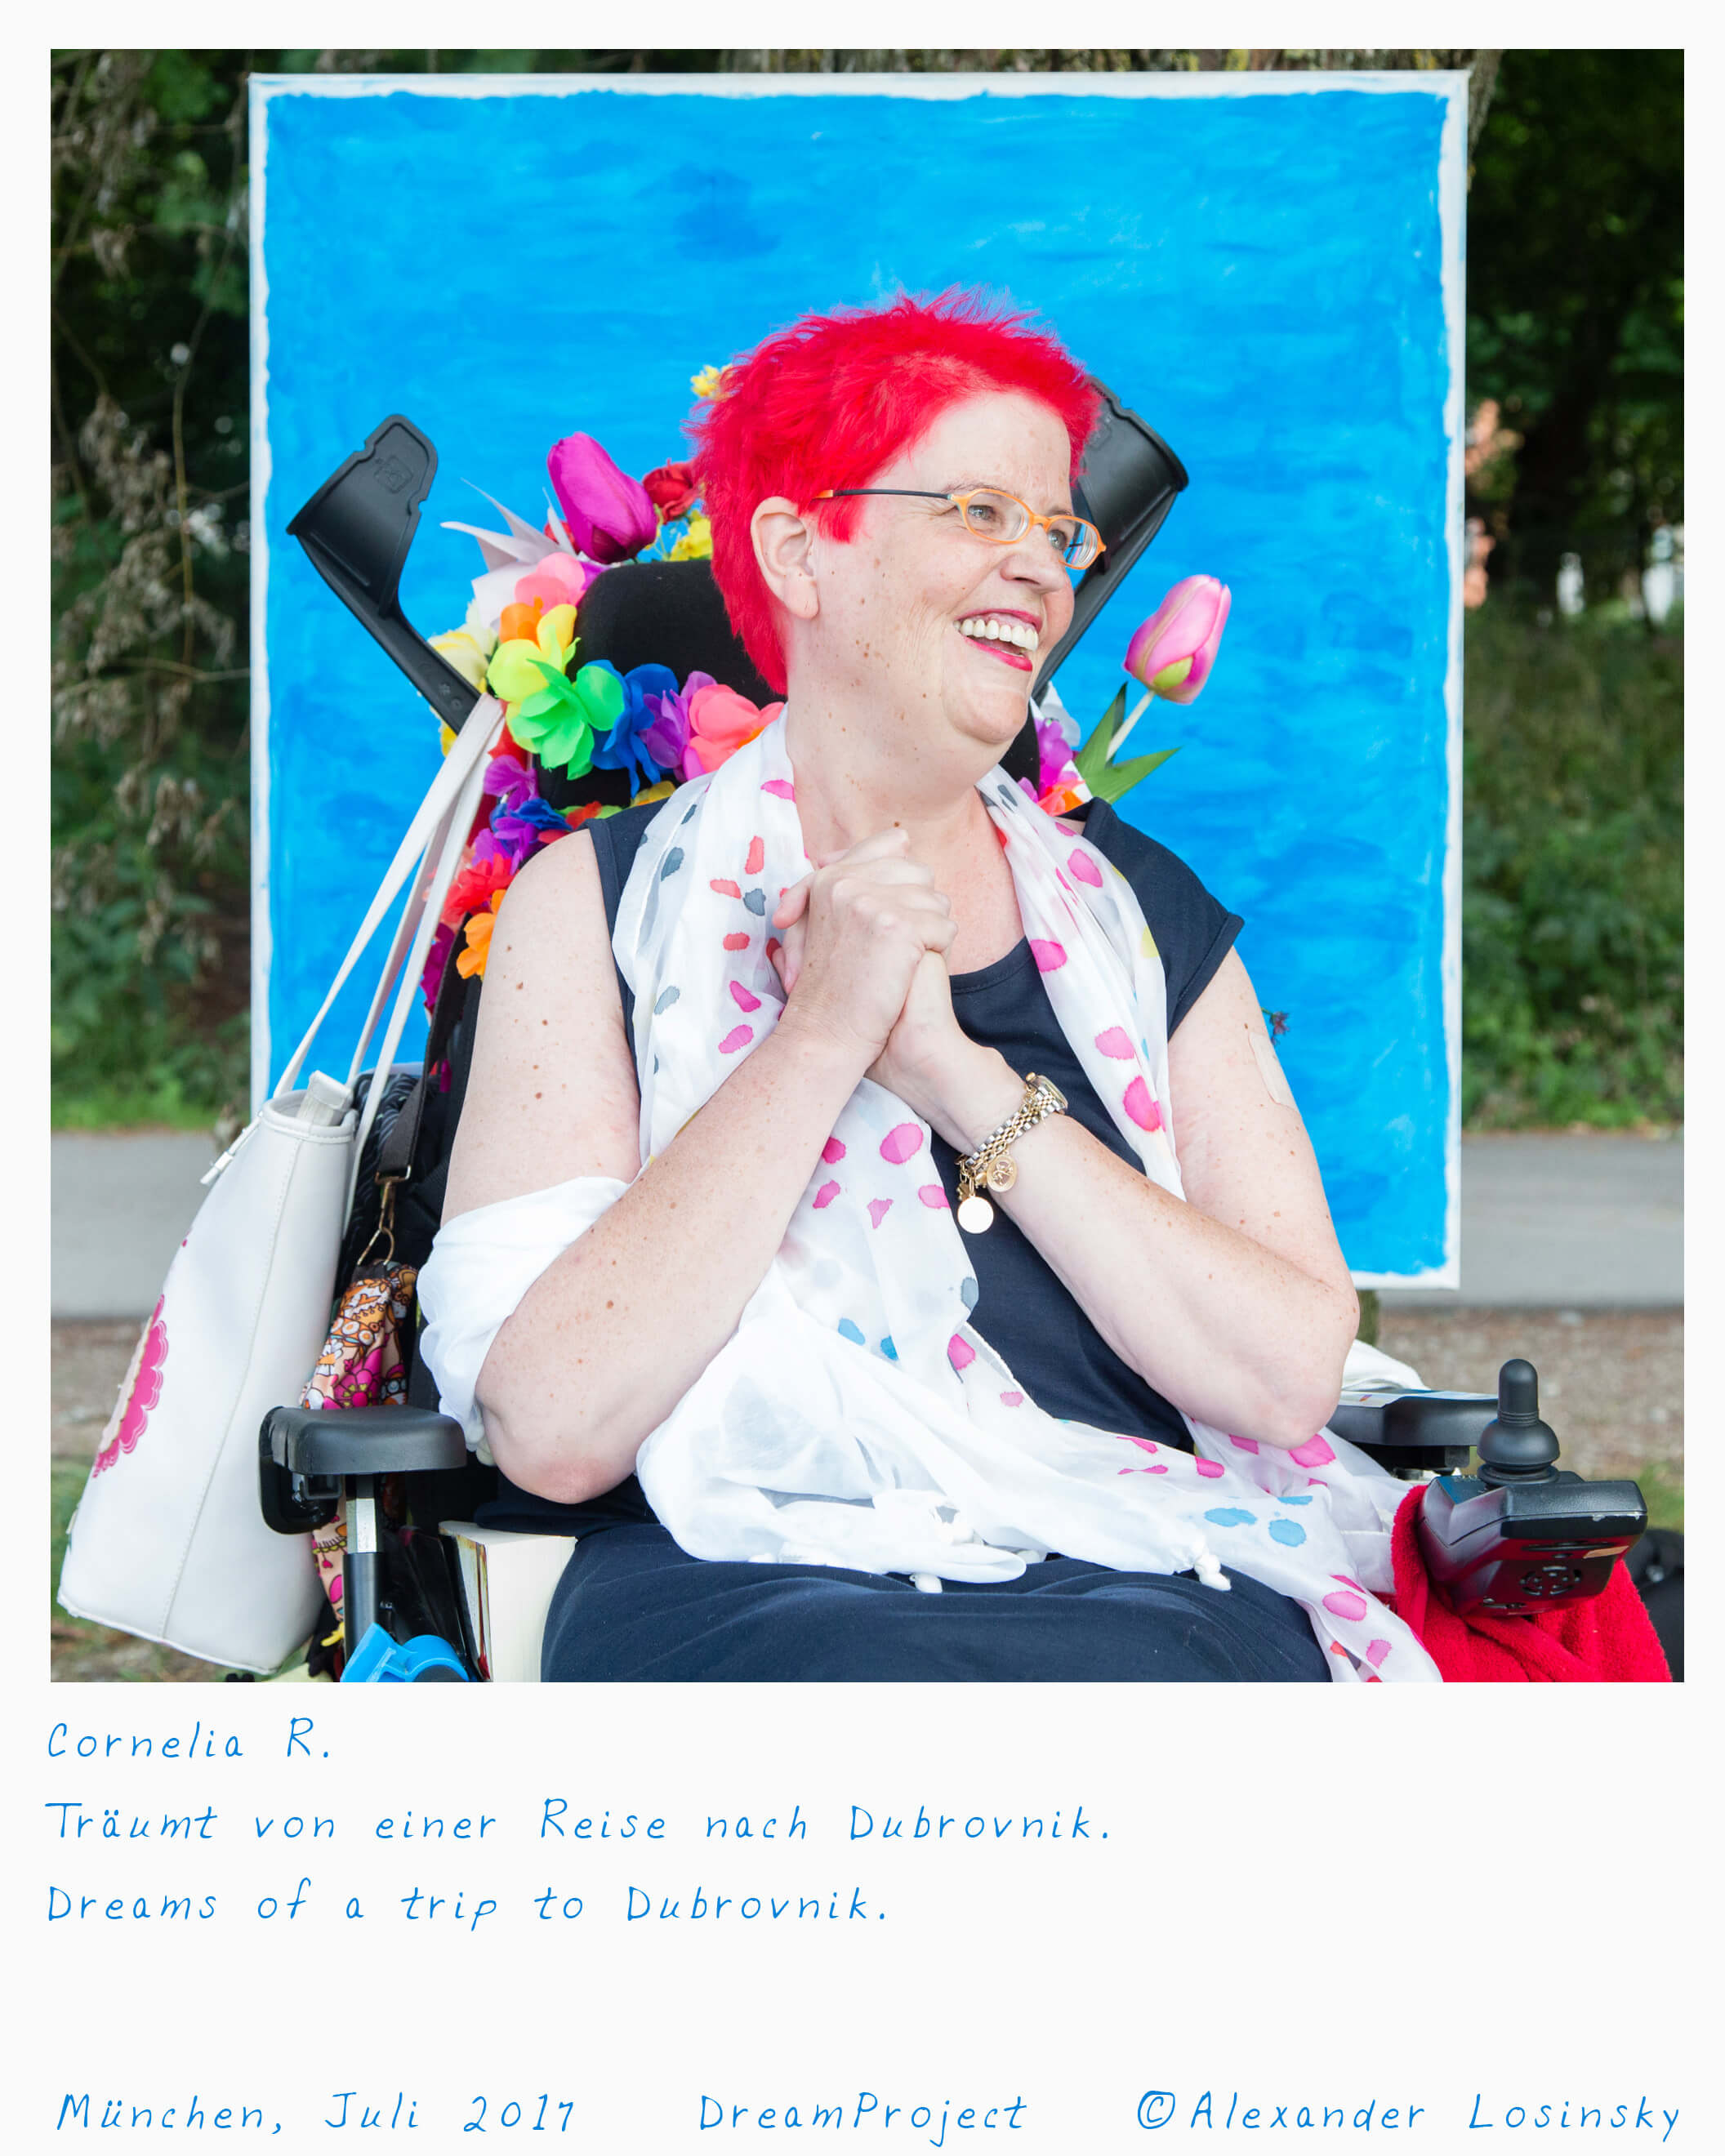 Cornelia R.
Träumt von einer Reise nach Dubrovnik.
Dreams of a trip to Dubrovnik.
München, Juli 2017 DreamProject ©Alexander Losinsky